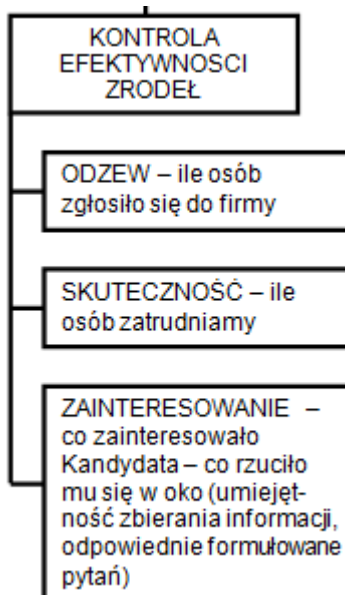 KONTROLA
EFEKTYWNOSCI
ZRODEŁ
ODZEW – ile osób
zgłosiło się do firmy
SKUTECZNOŚĆ – ile
osób zatrudniamy
ZAINTERESOWANIE –
co zainteresowało
Kandydata – co rzuciło
mu się w oko (umiejęt-
ność zbierania informacji,
odpowiednie formułowane
pytań)